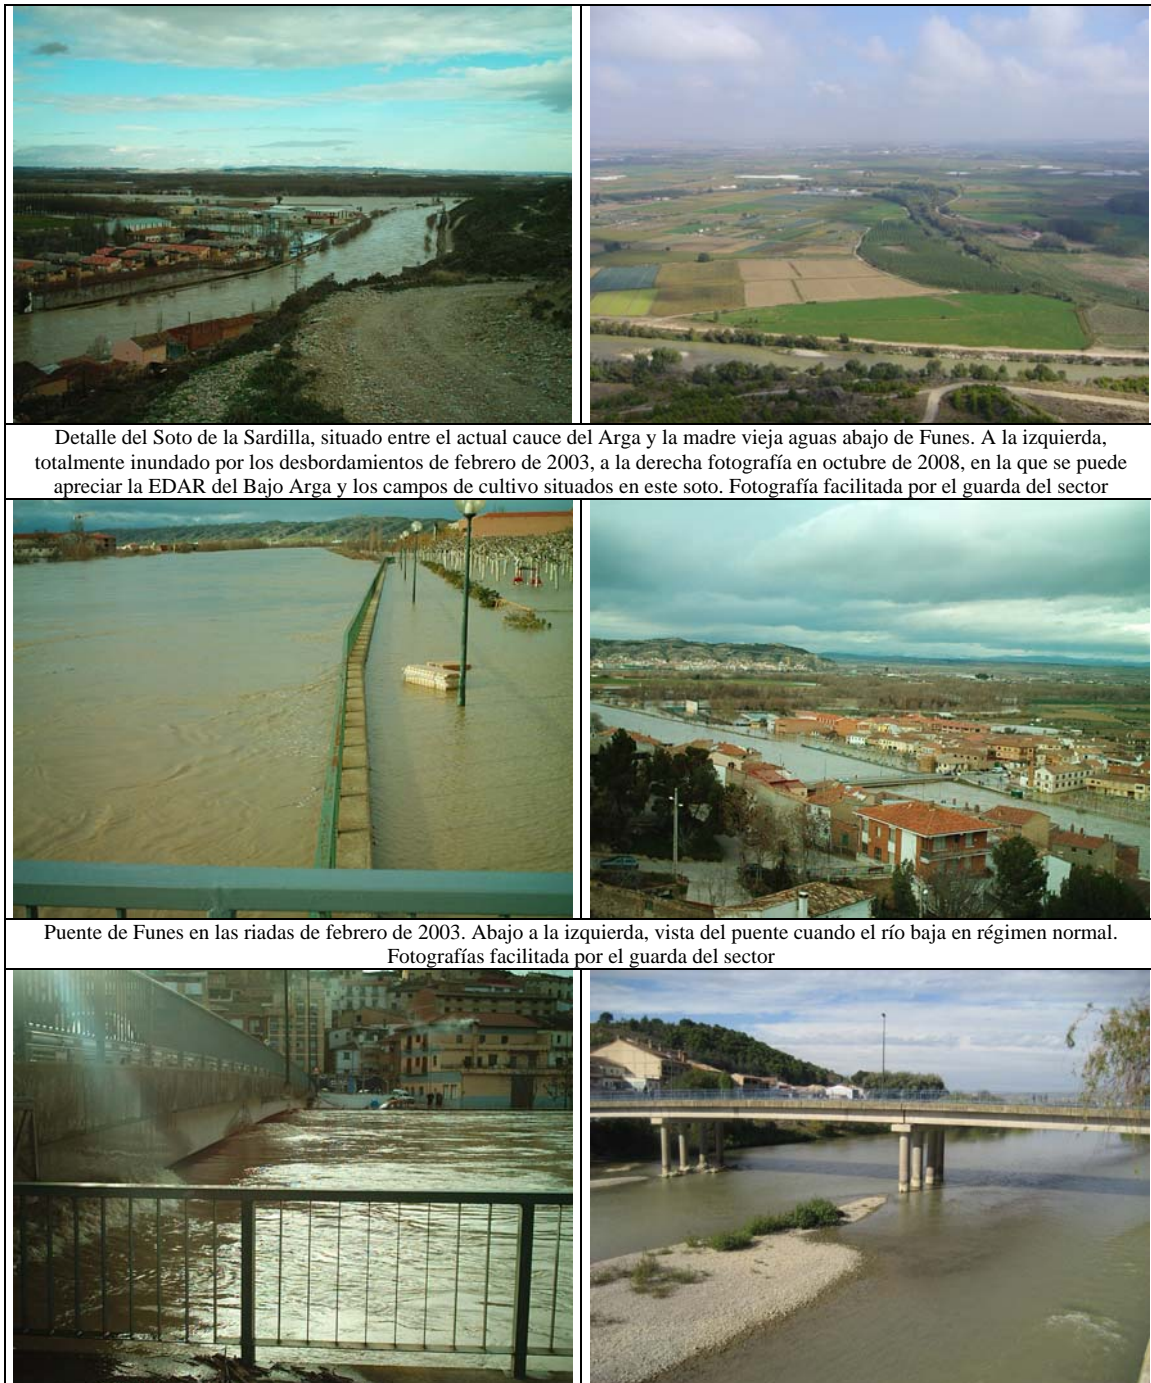 Detalle del Soto de la Sardilla, situado entre el actual cauce del Arga y la madre vieja aguas abajo de Funes. A la izquierda,
totalmente inundado por los desbordamientos de febrero de 2003, a la derecha fotografía en octubre de 2008, en la que se puede
apreciar la EDAR del Bajo Arga y los campos de cultivo situados en este soto. Fotografía facilitada por el guarda del sector
Puente de Funes en las riadas de febrero de 2003. Abajo a la izquierda, vista del puente cuando el río baja en régimen normal.
Fotografías facilitada por el guarda del sector